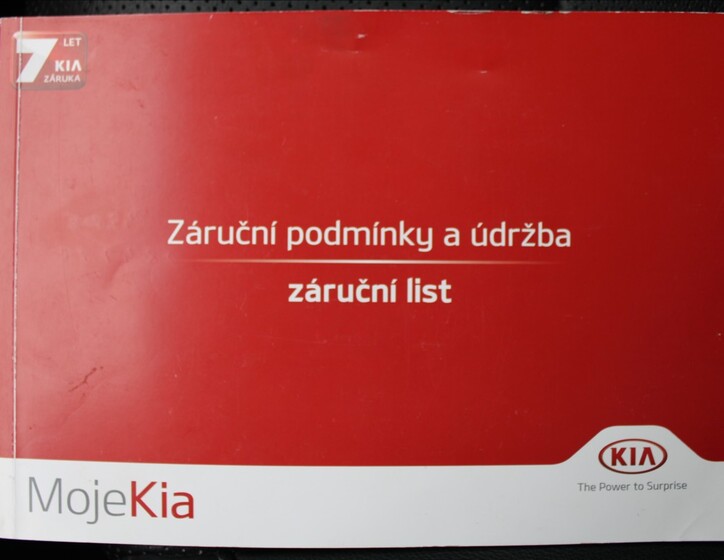 7 LET
KIA
ZÁRUKA
Záruční podmínky a údržba
záruční list
KIA
The Power to Surprise
MojeKia